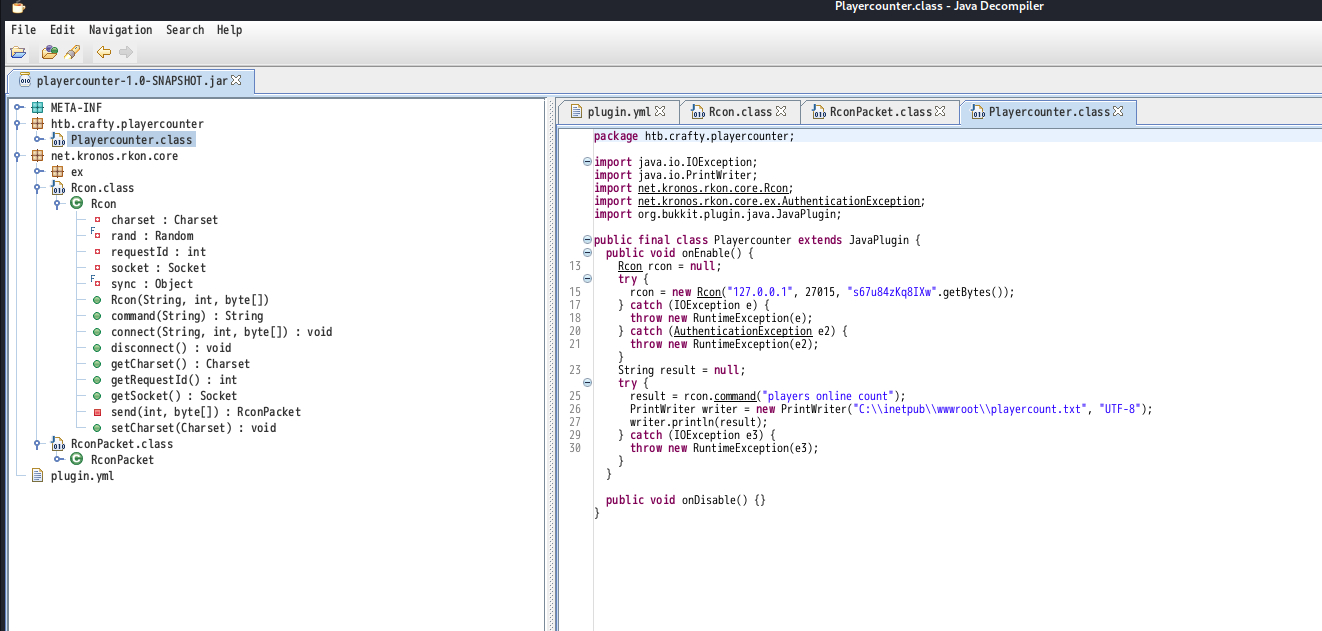 Playercounter.class - Java Decompiler
File Edit Navigation Search Help
playercounter-1.0-SNAPSHOT.jar
META-INF
htb.crafty.playercounter
Playercounter.class
net.kronos.rkon.core
ex
Rcon.class
Rcon
charset : Charset
rand : Random
requestId : int
socket : Socket
sync : Object
Rcon(String, int, byte[])
command(String) : String
connect(String, int, byte[]) : void
disconnect() : void
getCharset() : Charset
getRequestId() : int
getSocket() : Socket
send(int, byte[]) : RconPacket
setCharset(Charset) : void
RconPacket.class
RconPacket
plugin.yml
plugin.yml Rcon.class RconPacket.class Playercounter.class
package htb.crafty.playercounter;
import java.io.IOException;
import java.io.PrintWriter;
import net.kronos.rkon.core.Rcon;
import net.kronos.rkon.core.ex.AuthenticationException;
import org.bukkit.plugin.java.JavaPlugin;
public final class Playercounter extends JavaPlugin {
public void onEnable() {
13 Rcon rcon = null;
try {
15 rcon = new Rcon("127.0.0.1", 27015, "s67u84zKq8IXw".getBytes());
17 } catch (IOException e) {
18 throw new RuntimeException(e);
20 } catch (AuthenticationException e2) {
21 throw new RuntimeException(e2);
}
23 String result = null;
try {
25 result = rcon.command("players online count");
26 PrintWriter writer = new PrintWriter("C:\\inetpub\\wwwroot\\playercount.txt", "UTF-8");
27 writer.println(result);
29 } catch (IOException e3) {
30 throw new RuntimeException(e3);
}
}
public void onDisable() {}
}